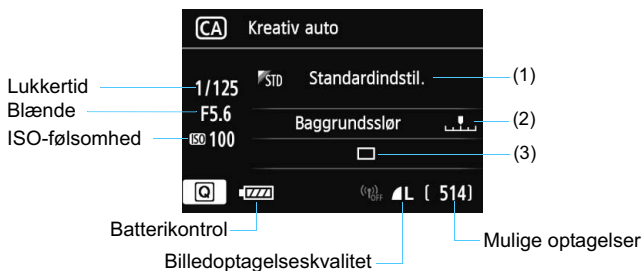 CA Kreativ auto
Lukkertid 1/125 STD Standardindstil. (1)
Blænde F5.6
Baggrundsslør (2)
ISO-følsomhed ISO 100
(3)
Q OFF L [ 514]
Batterikontrol
Mulige optagelser
Billedoptagelseskvalitet